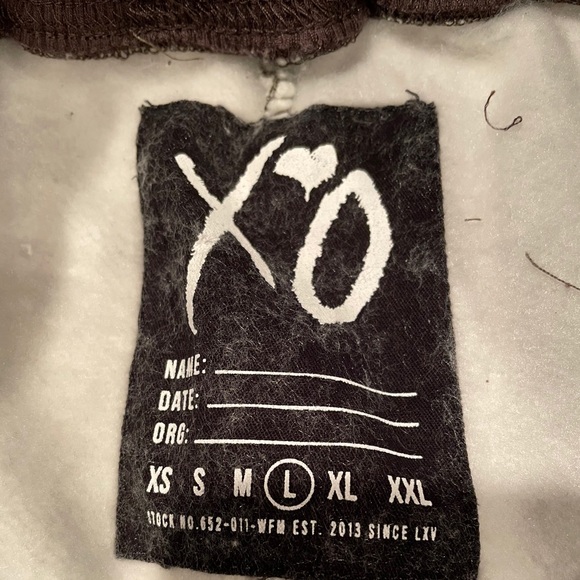 XO
NAME:
DATE:
ORG:
XS S M L XL XXL
STOCK NO.652-011-WFM EST. 2013 SINCE LXV